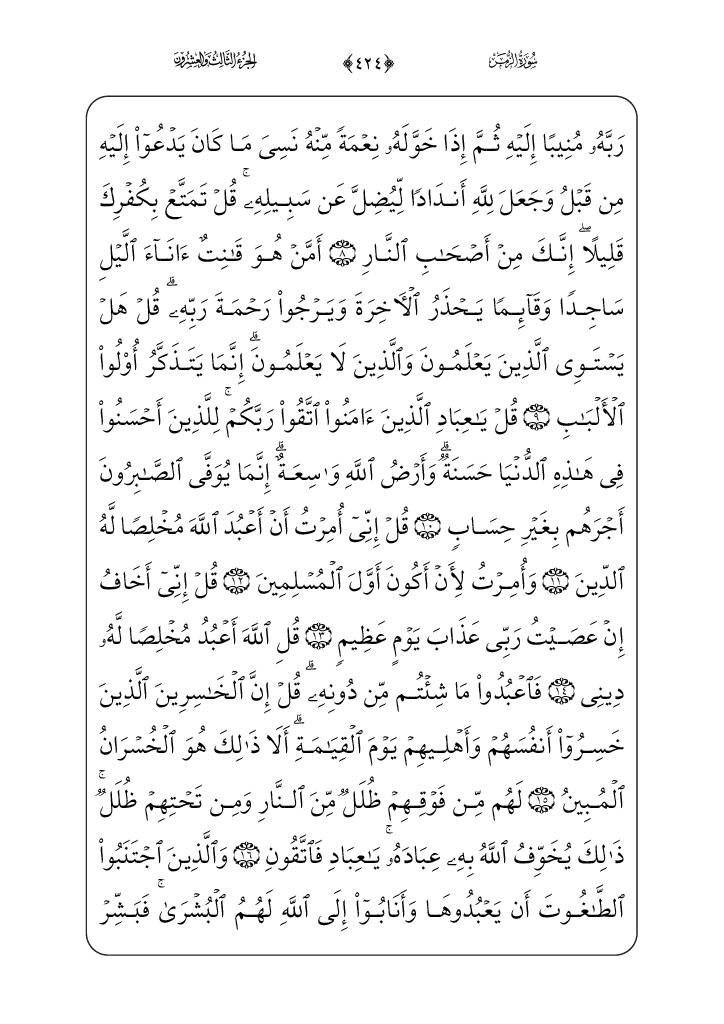 سُورَةُ الزُّمَرِ ﴿٤٢٤﴾ الجُزْءُ الثَّالِثُ وَالعِشْرُونَ
رَبَّهُۥ مُنِيبًا إِلَيْهِ ثُمَّ إِذَا خَوَّلَهُۥ نِعْمَةً مِّنْهُ نَسِىَ مَا كَانَ يَدْعُوٓا۟ إِلَيْهِ
مِن قَبْلُ وَجَعَلَ لِلَّهِ أَندَادًا لِّيُضِلَّ عَن سَبِيلِهِۦ ۚ قُلْ تَمَتَّعْ بِكُفْرِكَ
قَلِيلًا ۖ إِنَّكَ مِنْ أَصْحَـٰبِ ٱلنَّارِ ۝٨ أَمَّنْ هُوَ قَـٰنِتٌ ءَانَآءَ ٱلَّيْلِ
سَاجِدًا وَقَآئِمًا يَحْذَرُ ٱلْـَٔاخِرَةَ وَيَرْجُوا۟ رَحْمَةَ رَبِّهِۦ ۗ قُلْ هَلْ
يَسْتَوِى ٱلَّذِينَ يَعْلَمُونَ وَٱلَّذِينَ لَا يَعْلَمُونَ ۗ إِنَّمَا يَتَذَكَّرُ أُو۟لُوا۟
ٱلْأَلْبَـٰبِ ۝٩ قُلْ يَـٰعِبَادِ ٱلَّذِينَ ءَامَنُوا۟ ٱتَّقُوا۟ رَبَّكُمْ ۚ لِلَّذِينَ أَحْسَنُوا۟
فِى هَـٰذِهِ ٱلدُّنْيَا حَسَنَةٌ ۗ وَأَرْضُ ٱللَّهِ وَٰسِعَةٌ ۗ إِنَّمَا يُوَفَّى ٱلصَّـٰبِرُونَ
أَجْرَهُم بِغَيْرِ حِسَابٍ ۝١٠ قُلْ إِنِّىٓ أُمِرْتُ أَنْ أَعْبُدَ ٱللَّهَ مُخْلِصًا لَّهُ
ٱلدِّينَ ۝١١ وَأُمِرْتُ لِأَنْ أَكُونَ أَوَّلَ ٱلْمُسْلِمِينَ ۝١٢ قُلْ إِنِّىٓ أَخَافُ
إِنْ عَصَيْتُ رَبِّى عَذَابَ يَوْمٍ عَظِيمٍ ۝١٣ قُلِ ٱللَّهَ أَعْبُدُ مُخْلِصًا لَّهُۥ
دِينِى ۝١٤ فَٱعْبُدُوا۟ مَا شِئْتُم مِّن دُونِهِۦ ۗ قُلْ إِنَّ ٱلْخَـٰسِرِينَ ٱلَّذِينَ
خَسِرُوٓا۟ أَنفُسَهُمْ وَأَهْلِيهِمْ يَوْمَ ٱلْقِيَـٰمَةِ ۗ أَلَا ذَٰلِكَ هُوَ ٱلْخُسْرَانُ
ٱلْمُبِينُ ۝١٥ لَهُم مِّن فَوْقِهِمْ ظُلَلٌ مِّنَ ٱلنَّارِ وَمِن تَحْتِهِمْ ظُلَلٌ ۚ
ذَٰلِكَ يُخَوِّفُ ٱللَّهُ بِهِۦ عِبَادَهُۥ ۚ يَـٰعِبَادِ فَٱتَّقُونِ ۝١٦ وَٱلَّذِينَ ٱجْتَنَبُوا۟
ٱلطَّـٰغُوتَ أَن يَعْبُدُوهَا وَأَنَابُوٓا۟ إِلَى ٱللَّهِ لَهُمُ ٱلْبُشْرَىٰ ۚ فَبَشِّرْ